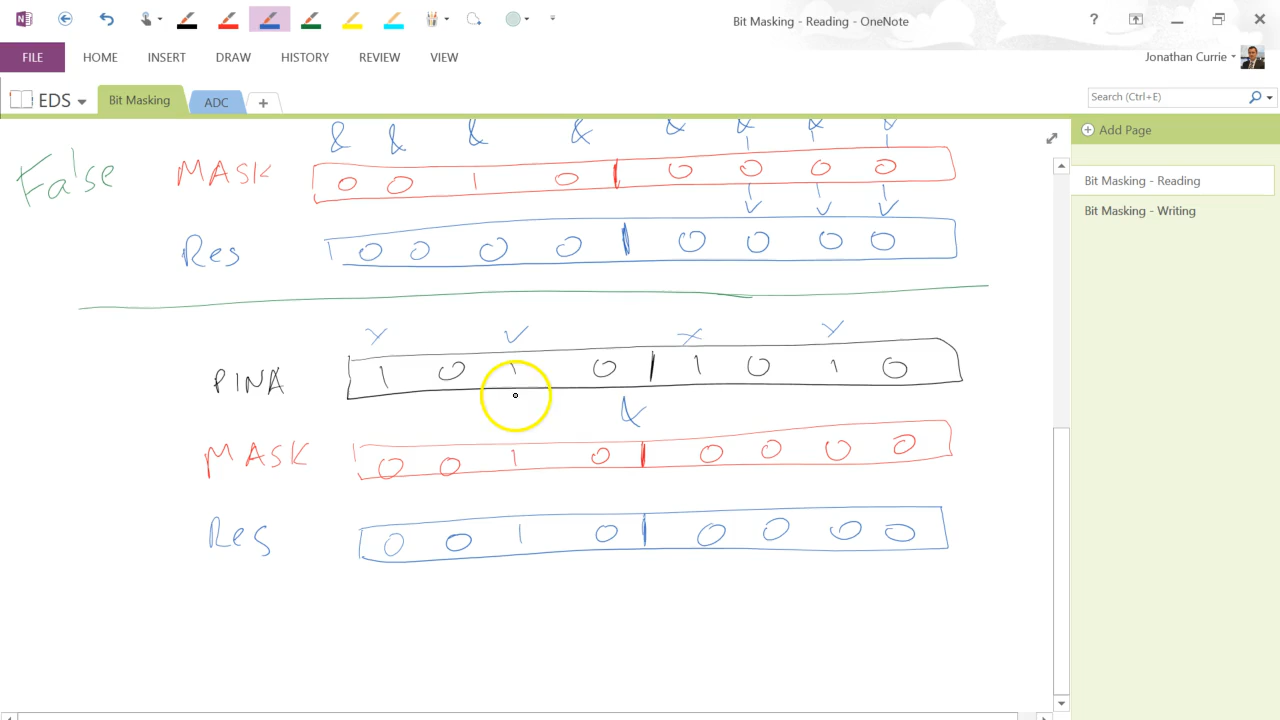 Bit Masking - Reading - OneNote
?
FILE HOME INSERT DRAW HISTORY REVIEW VIEW
Jonathan Currie
EDS Bit Masking ADC +
Search (Ctrl+E)
Add Page
Bit Masking - Reading
Bit Masking - Writing
& & & & & & & &
False MASK 0 0 1 0 | 0 0 0 0
Res 0 0 0 0 | 0 0 0 0
x ✓ x x
PINA 1 0 1 0 | 1 0 1 0
&
MASK 0 0 1 0 | 0 0 0 0
Res 0 0 1 0 | 0 0 0 0